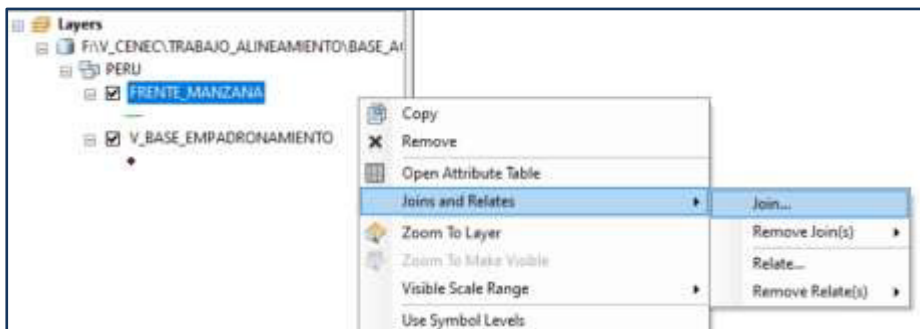 Layers
F:\V_CENEC\TRABAJO_ALINEAMIENTO\BASE_A
PERU
FRENTE_MANZANA
V_BASE_EMPADRONAMIENTO
Copy
Remove
Open Attribute Table
Joins and Relates
Zoom To Layer
Zoom To Make Visible
Visible Scale Range
Use Symbol Levels
Join...
Remove Join(s)
Relate...
Remove Relate(s)